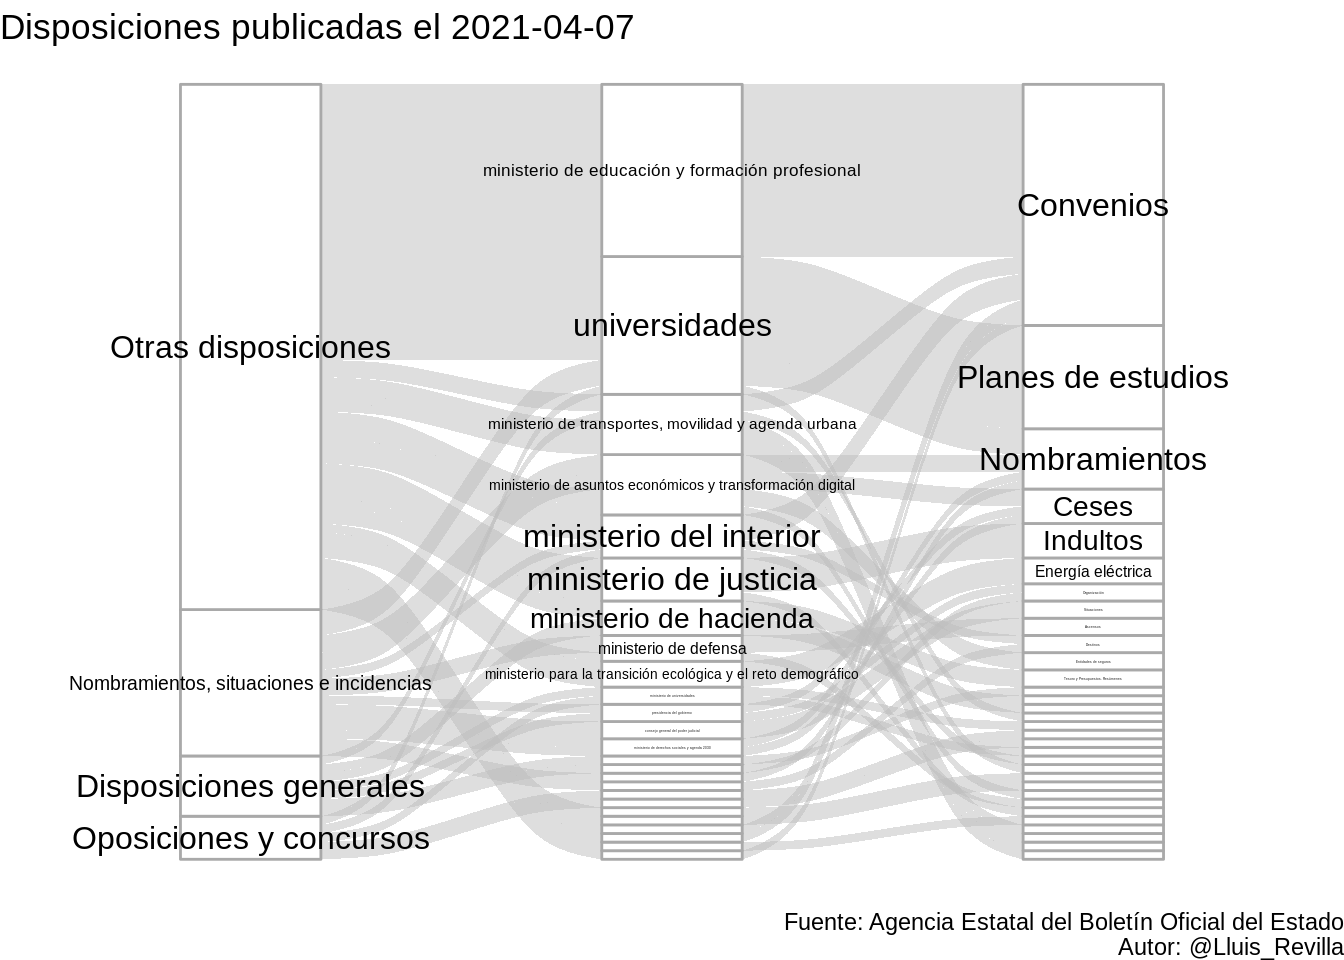 Disposiciones publicadas el 2021-04-07
Otras disposiciones
Nombramientos, situaciones e incidencias
Disposiciones generales
Oposiciones y concursos
ministerio de educación y formación profesional
universidades
ministerio de transportes, movilidad y agenda urbana
ministerio de asuntos económicos y transformación digital
ministerio del interior
ministerio de justicia
ministerio de hacienda
ministerio de defensa
ministerio para la transición ecológica y el reto demográfico
ministerio de universidades
presidencia del gobierno
consejo general del poder judicial
ministerio de derechos sociales y agenda 2030
Convenios
Planes de estudios
Nombramientos
Ceses
Indultos
Energía eléctrica
Organización
Situaciones
Ascensos
Destinos
Entidades de seguros
Tasas y Presupuestos. Resúmenes
Fuente: Agencia Estatal del Boletín Oficial del Estado
Autor: @Lluis_Revilla